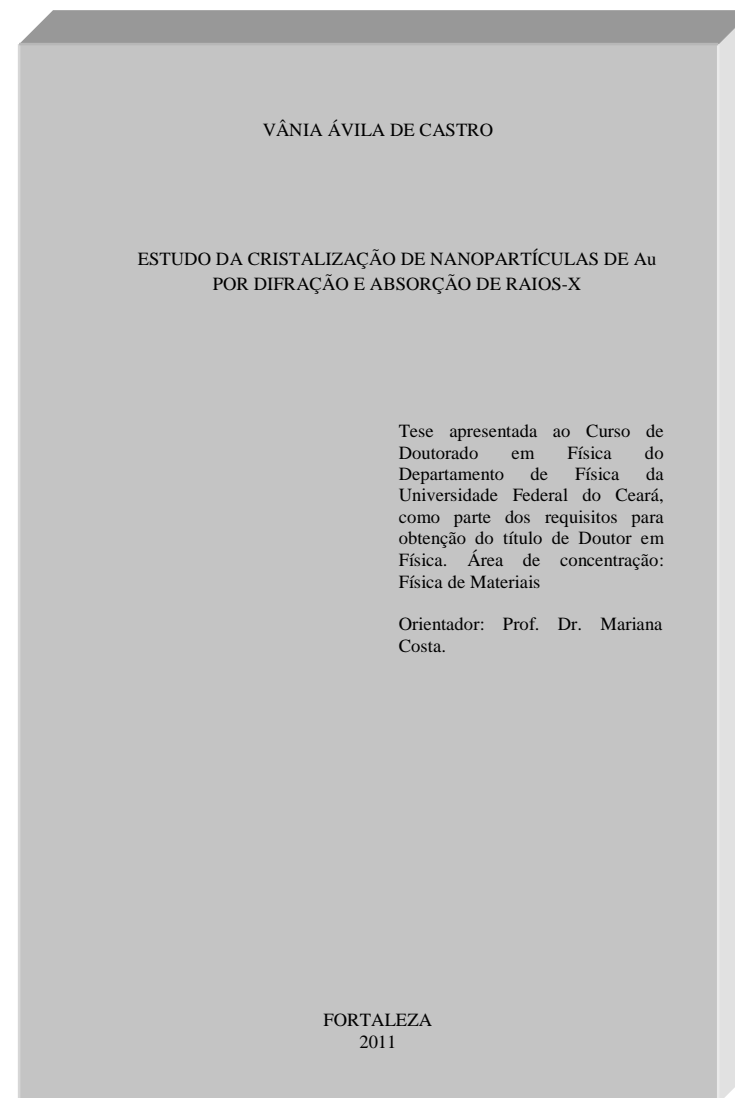 VÂNIA ÁVILA DE CASTRO
ESTUDO DA CRISTALIZAÇÃO DE NANOPARTÍCULAS DE Au
POR DIFRAÇÃO E ABSORÇÃO DE RAIOS-X
Tese apresentada ao Curso de
Doutorado em Física do
Departamento de Física da
Universidade Federal do Ceará,
como parte dos requisitos para
obtenção do título de Doutor em
Física. Área de concentração:
Física de Materiais
Orientador: Prof. Dr. Mariana
Costa.
FORTALEZA
2011